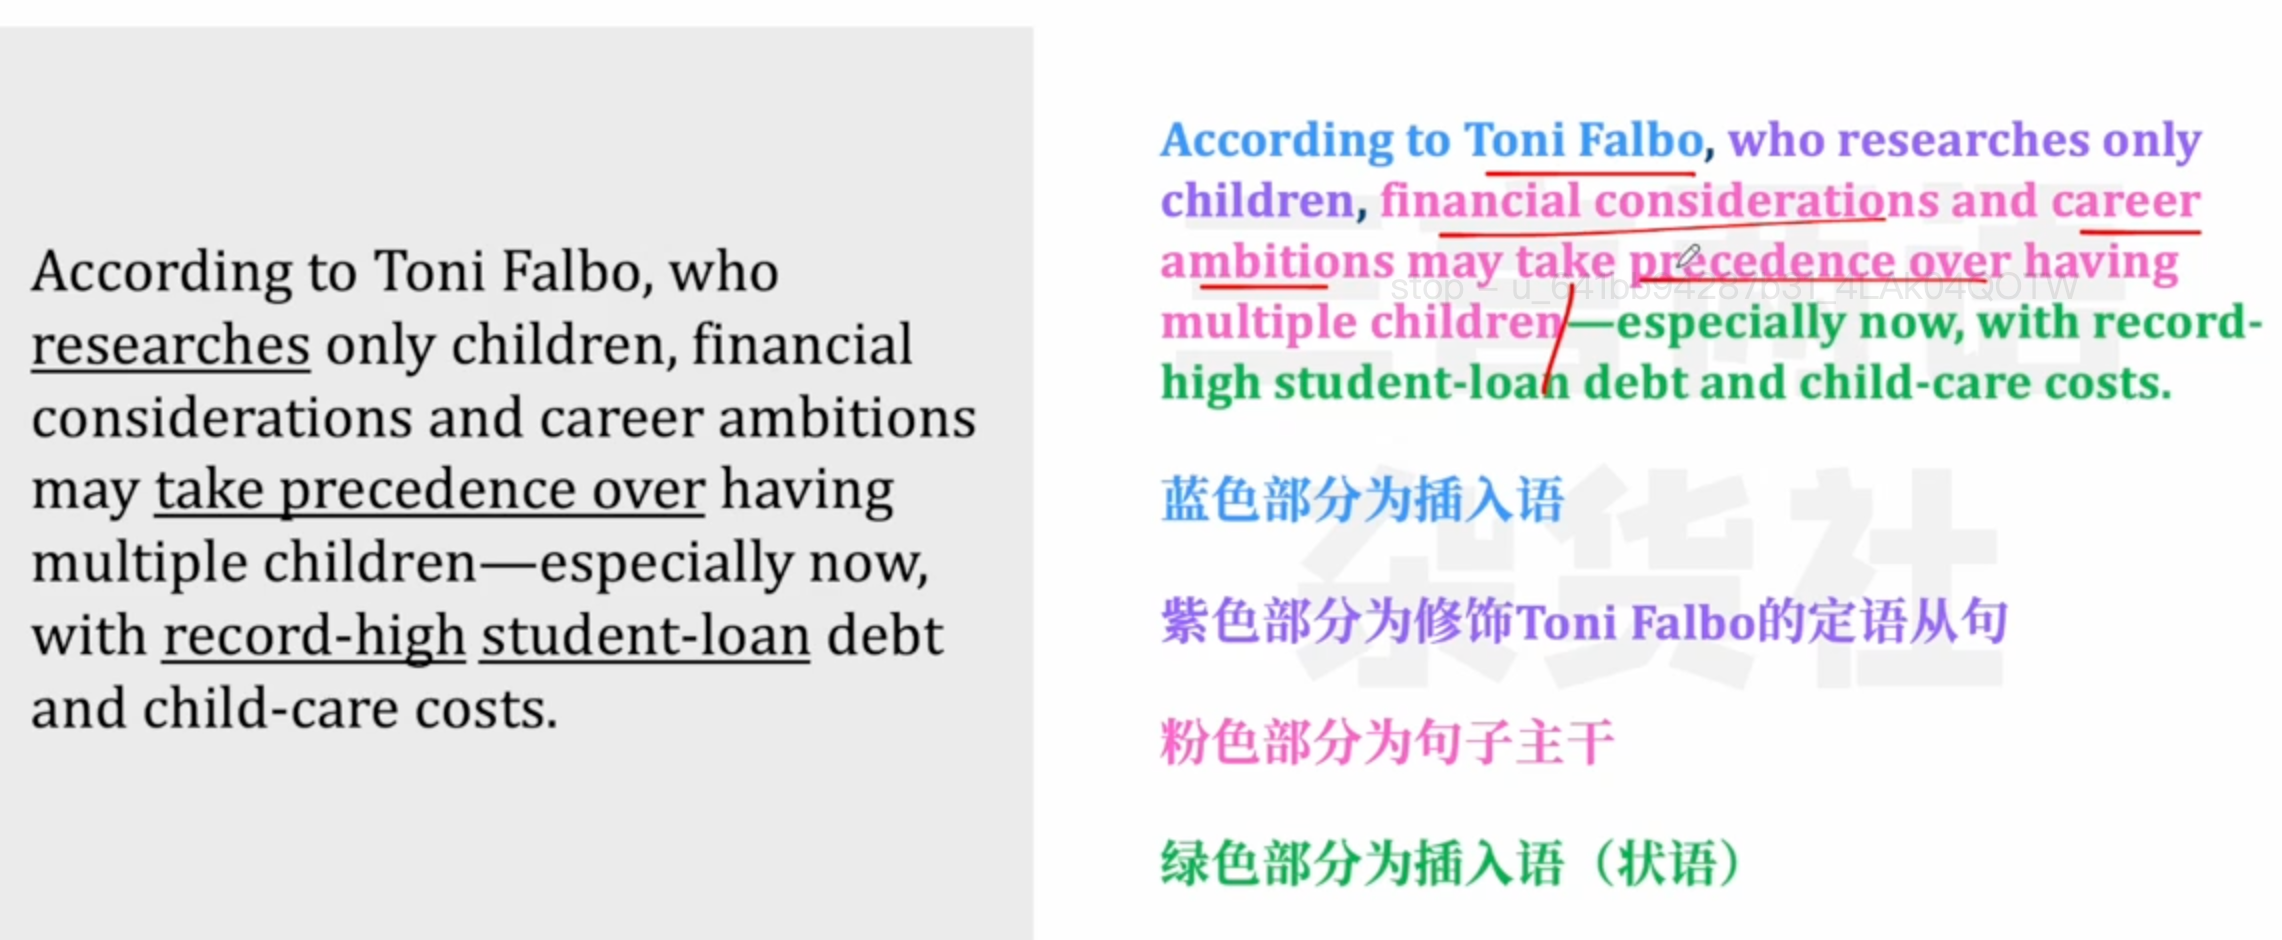 According to Toni Falbo, who
researches only children, financial
considerations and career ambitions
may take precedence over having
multiple children—especially now,
with record-high student-loan debt
and child-care costs.
According to Toni Falbo, who researches only
children, financial considerations and career
ambitions may take precedence over having
multiple children—especially now, with record-
high student-loan debt and child-care costs.
蓝色部分为插入语
紫色部分为修饰Toni Falbo的定语从句
粉色部分为句子主干
绿色部分为插入语（状语）
杂货社